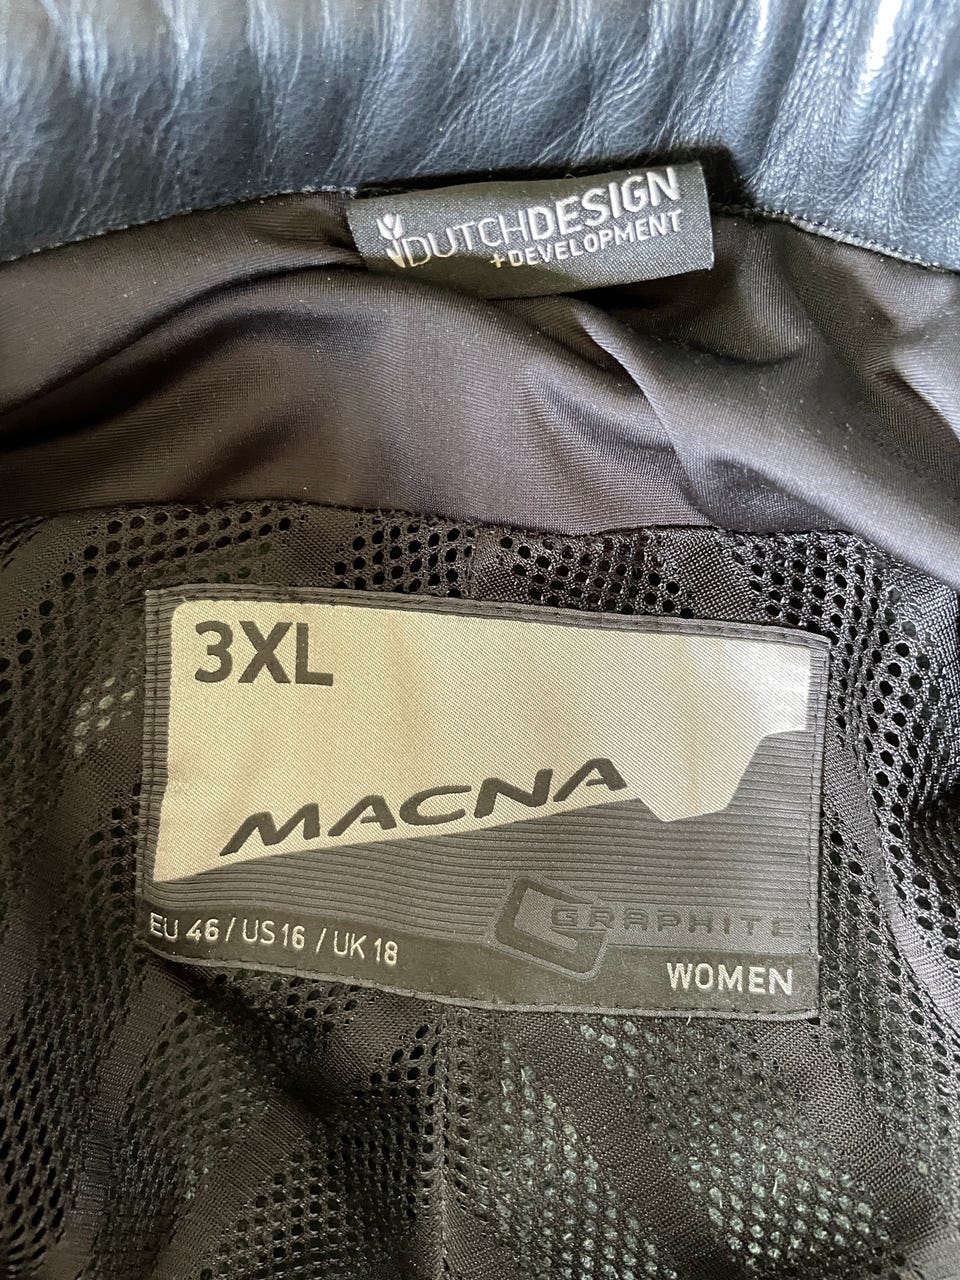 DUTCHDESIGN
+DEVELOPMENT
3XL
MACNA
GRAPHITE
EU 46 / US 16 / UK 18
WOMEN